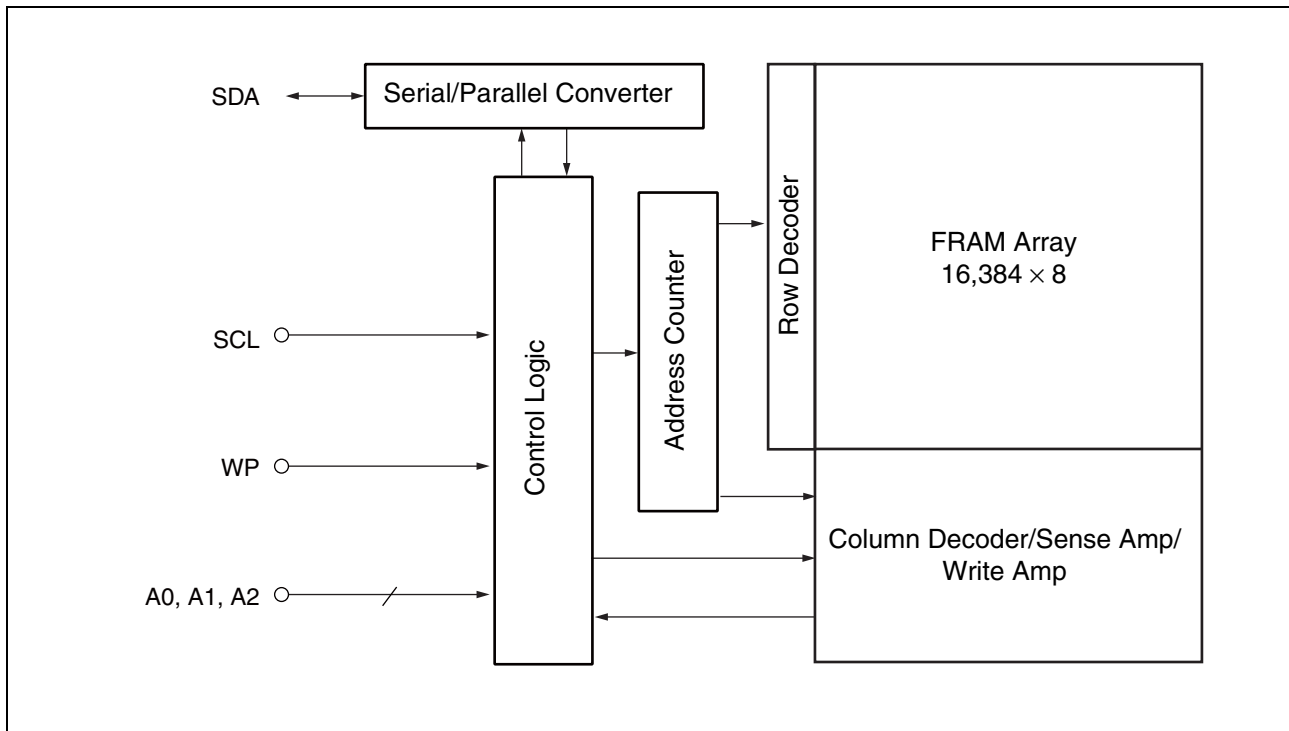 SDA
Serial/Parallel Converter
SCL
WP
A0, A1, A2
Control Logic
Address Counter
Row Decoder
FRAM Array
16,384 × 8
Column Decoder/Sense Amp/
Write Amp